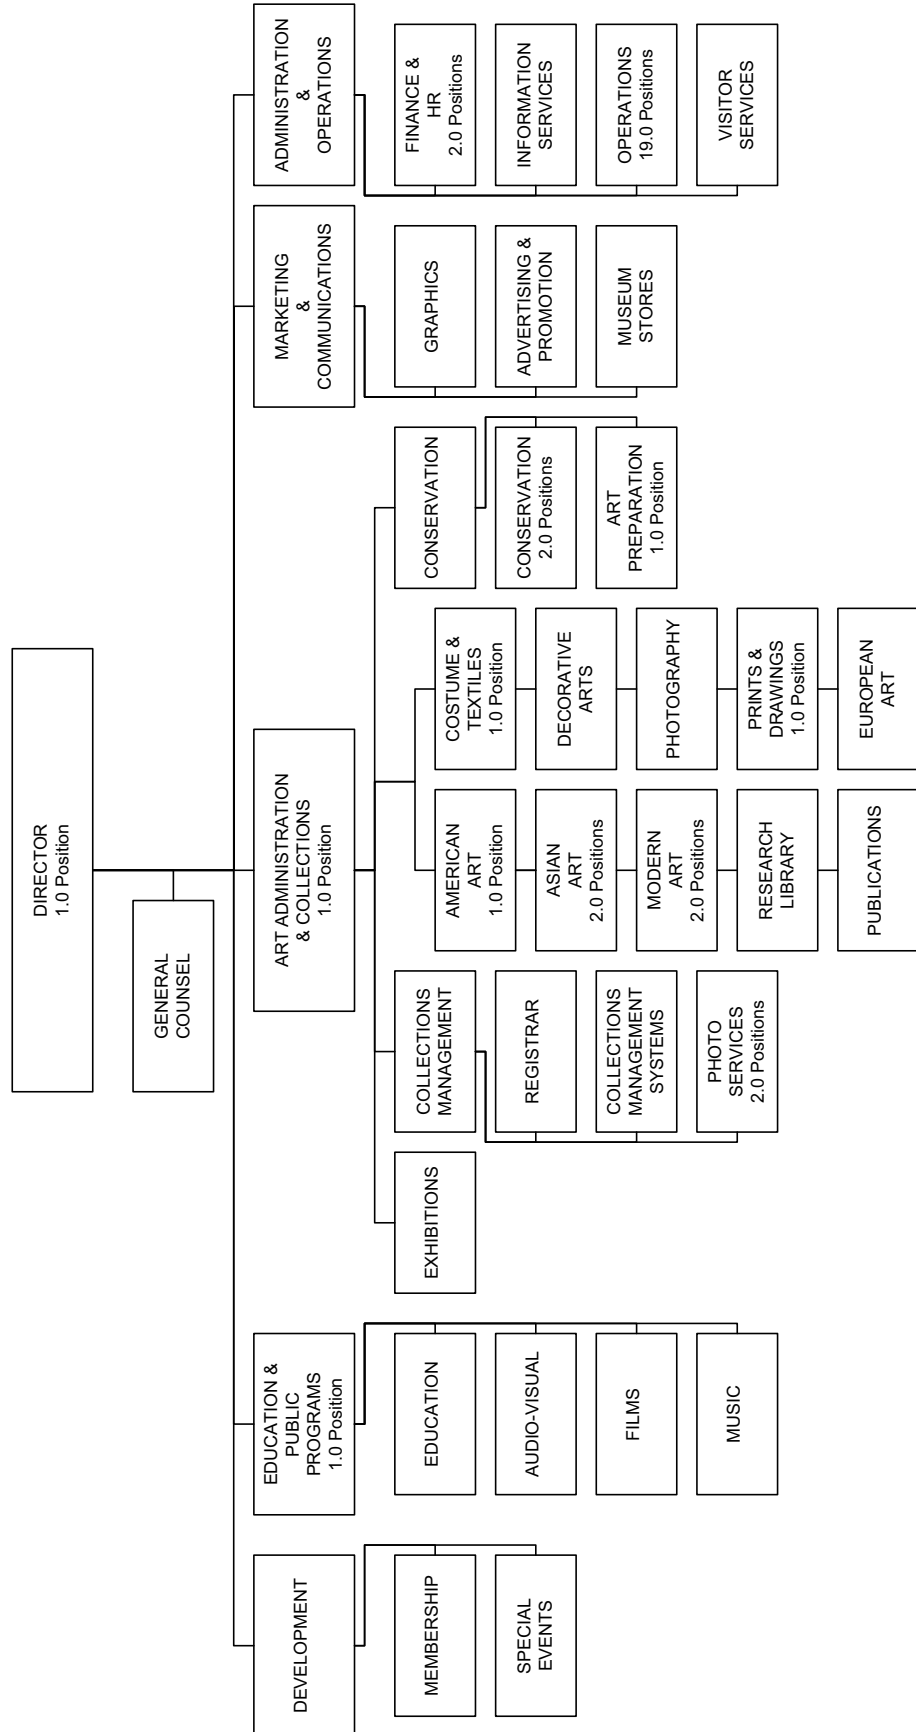 DIRECTOR
1.0 Position
GENERAL
COUNSEL
DEVELOPMENT
EDUCATION &
PUBLIC
PROGRAMS
1.0 Position
ART ADMINISTRATION
& COLLECTIONS
1.0 Position
MARKETING
&
COMMUNICATIONS
ADMINISTRATION
&
OPERATIONS
MEMBERSHIP
SPECIAL
EVENTS
EDUCATION
AUDIO-VISUAL
FILMS
MUSIC
EXHIBITIONS
COLLECTIONS
MANAGEMENT
REGISTRAR
COLLECTIONS
MANAGEMENT
SYSTEMS
PHOTO
SERVICES
2.0 Positions
AMERICAN
ART
1.0 Position
ASIAN
ART
2.0 Positions
MODERN
ART
2.0 Positions
RESEARCH
LIBRARY
PUBLICATIONS
COSTUME &
TEXTILES
1.0 Position
DECORATIVE
ARTS
PHOTOGRAPHY
PRINTS &
DRAWINGS
1.0 Position
EUROPEAN
ART
CONSERVATION
CONSERVATION
2.0 Positions
ART
PREPARATION
1.0 Position
GRAPHICS
ADVERTISING &
PROMOTION
MUSEUM
STORES
FINANCE &
HR
2.0 Positions
INFORMATION
SERVICES
OPERATIONS
19.0 Positions
VISITOR
SERVICES